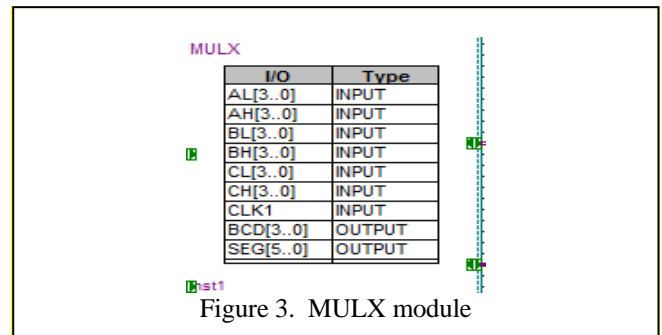 MULX
I/O Type
AL[3..0] INPUT
AH[3..0] INPUT
BL[3..0] INPUT
BH[3..0] INPUT
CL[3..0] INPUT
CH[3..0] INPUT
CLK1 INPUT
BCD[3..0] OUTPUT
SEG[5..0] OUTPUT
nst1
Figure 3. MULX module